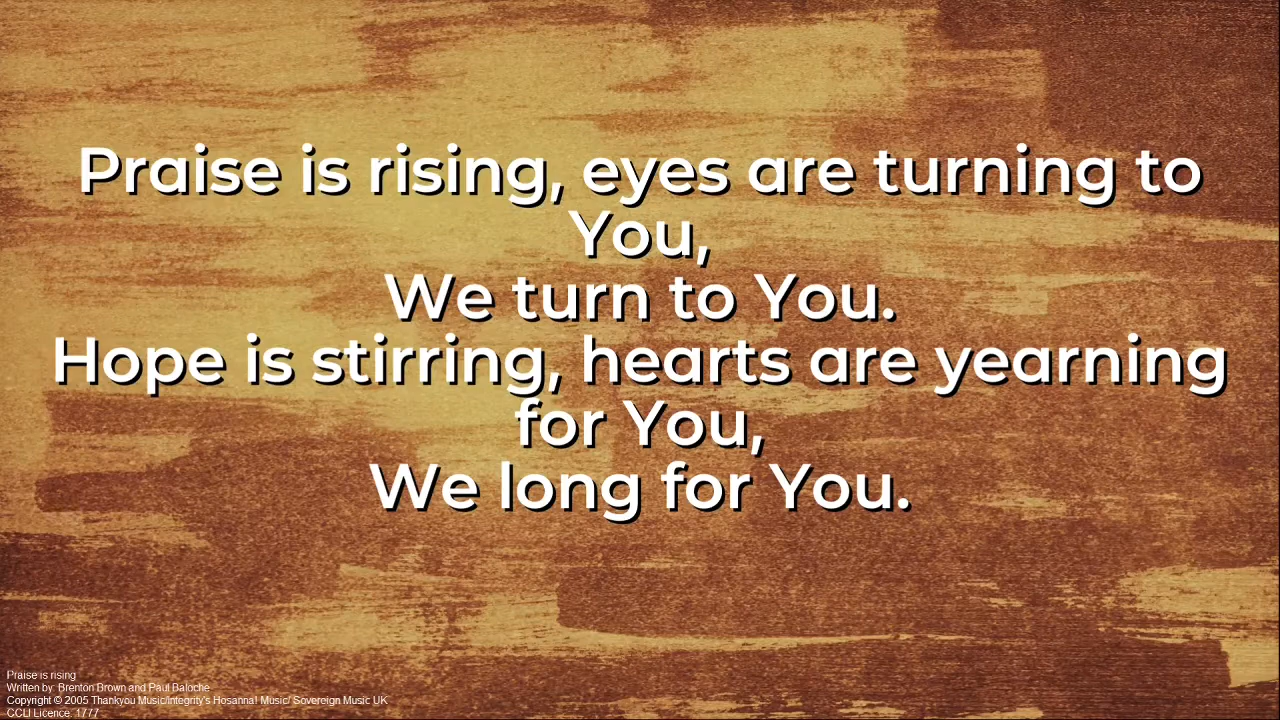 Praise is rising, eyes are turning to
You,
We turn to You.
Hope is stirring, hearts are yearning
for You,
We long for You.
Praise is rising
Written by: Brenton Brown and Paul Baloche
Copyright © 2005 Thankyou Music/Integrity's Hosanna! Music/ Sovereign Music UK
CCLI Licence: 1777